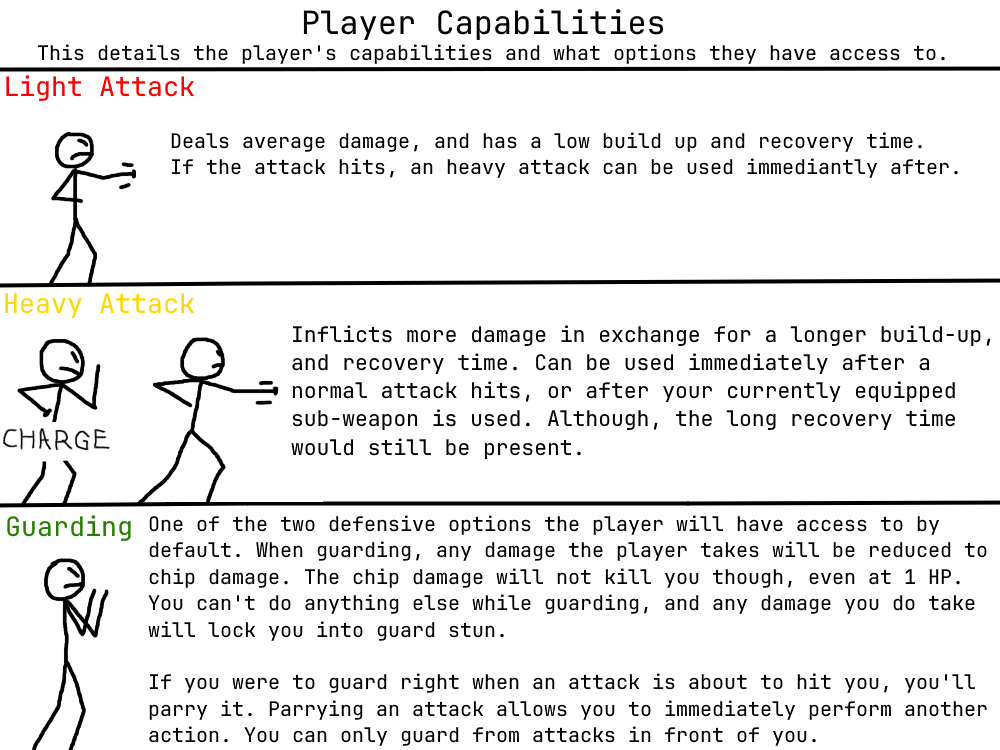 Player Capabilities
This details the player's capabilities and what options they have access to.
Light Attack
Deals average damage, and has a low build up and recovery time.
If the attack hits, an heavy attack can be used immediantly after.
Heavy Attack
Inflicts more damage in exchange for a longer build-up,
and recovery time. Can be used immediately after a
normal attack hits, or after your currently equipped
sub-weapon is used. Although, the long recovery time
would still be present.
CHARGE
Guarding
One of the two defensive options the player will have access to by
default. When guarding, any damage the player takes will be reduced to
chip damage. The chip damage will not kill you though, even at 1 HP.
You can't do anything else while guarding, and any damage you do take
will lock you into guard stun.
If you were to guard right when an attack is about to hit you, you'll
parry it. Parrying an attack allows you to immediately perform another
action. You can only guard from attacks in front of you.